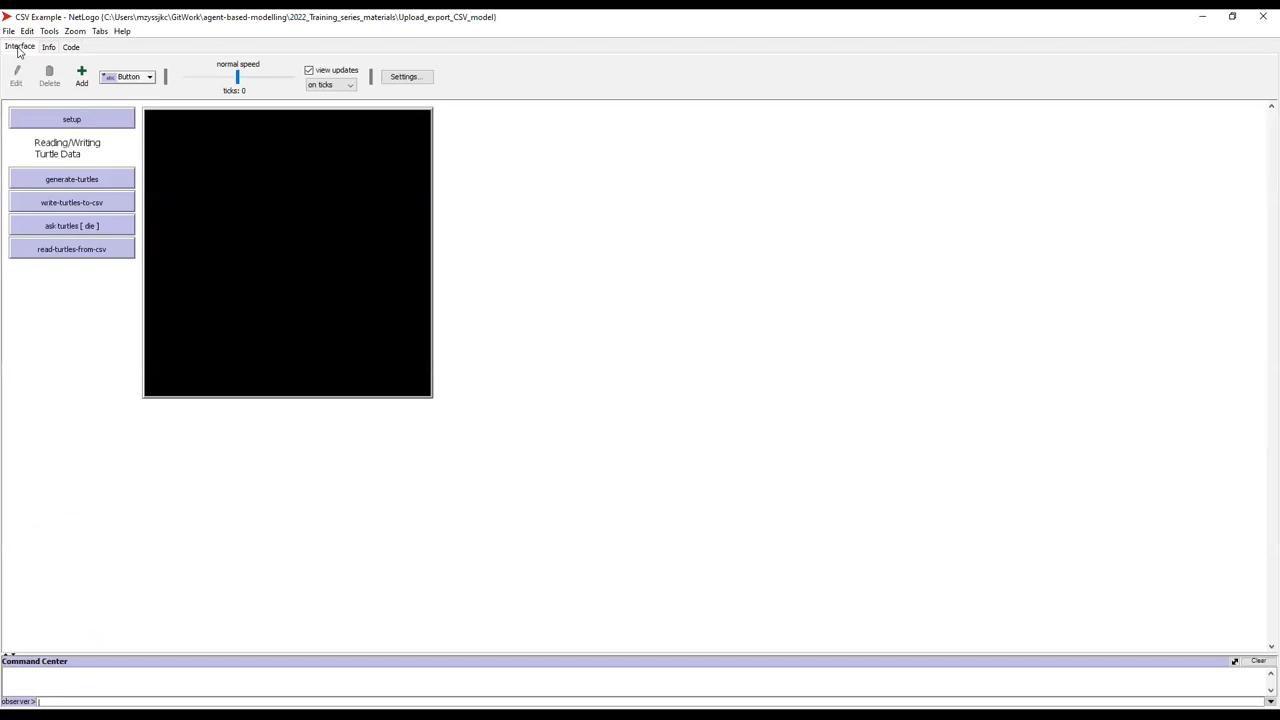 CSV Example - NetLogo {C:\Users\mzyssjkc\GitWork\agent-based-modelling\2022_Training_series_materials\Upload_export_CSV_model}
File Edit Tools Zoom Tabs Help
Interface Info Code
normal speed
view updates
Edit Delete Add abc Button Settings...
on ticks
ticks: 0
setup
Reading/Writing
Turtle Data
generate-turtles
write-turtles-to-csv
ask turtles [ die ]
read-turtles-from-csv
Command Center Clear
observer>